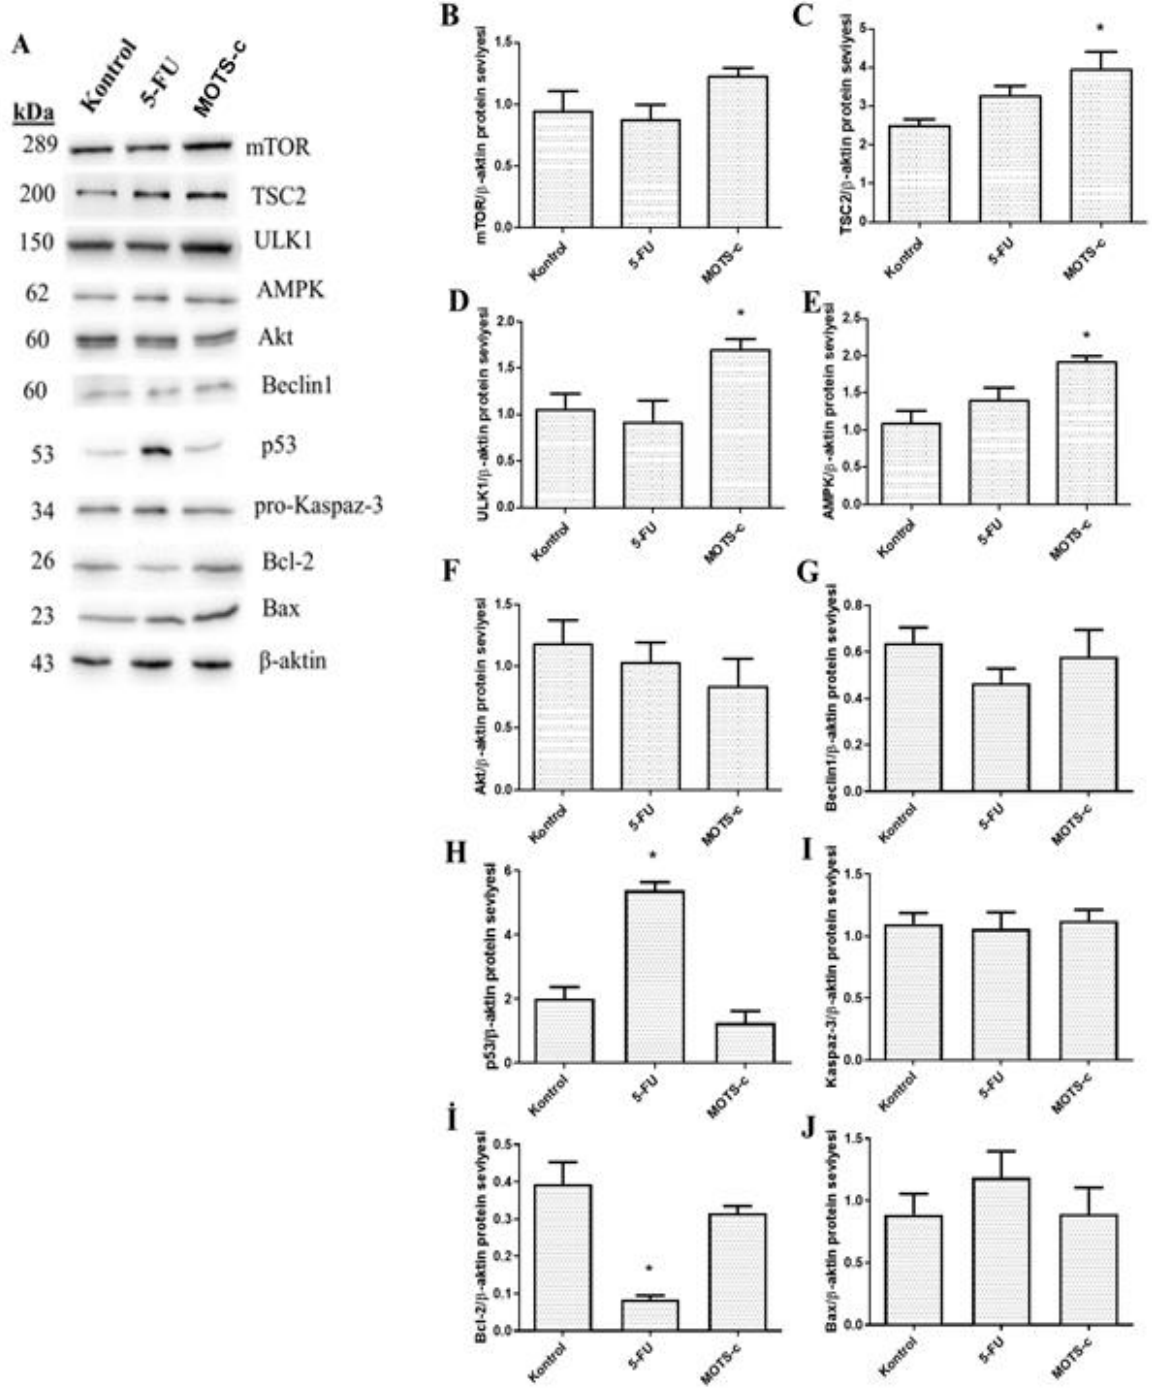 A
Kontrol
5-FU
MOTS-c
kDa
289 mTOR
200 TSC2
150 ULK1
62 AMPK
60 Akt
60 Beclin1
53 p53
34 pro-Kaspaz-3
26 Bcl-2
23 Bax
43 β-aktin
B
mTOR/β-aktin protein seviyesi
1.5
1.0
0.5
0.0
Kontrol
5-FU
MOTS-c
C
TSC2/β-aktin protein seviyesi
5
4
3
2
1
0
*
Kontrol
5-FU
MOTS-c
D
ULK1/β-aktin protein seviyesi
2.0
1.5
1.0
0.5
0.0
*
Kontrol
5-FU
MOTS-c
E
AMPK/β-aktin protein seviyesi
2.5
2.0
1.5
1.0
0.5
0.0
*
Kontrol
5-FU
MOTS-c
F
Akt/β-aktin protein seviyesi
1.5
1.0
0.5
0.0
Kontrol
5-FU
MOTS-c
G
Beclin1/β-aktin protein seviyesi
0.8
0.6
0.4
0.2
0.0
Kontrol
5-FU
MOTS-c
H
p53/β-aktin protein seviyesi
6
4
2
0
*
Kontrol
5-FU
MOTS-c
I
Kaspaz-3/β-aktin protein seviyesi
1.5
1.0
0.5
0.0
Kontrol
5-FU
MOTS-c
İ
Bcl-2/β-aktin protein seviyesi
0.5
0.4
0.3
0.2
0.1
0.0
*
Kontrol
5-FU
MOTS-c
J
Bax/β-aktin protein seviyesi
1.5
1.0
0.5
0.0
Kontrol
5-FU
MOTS-c